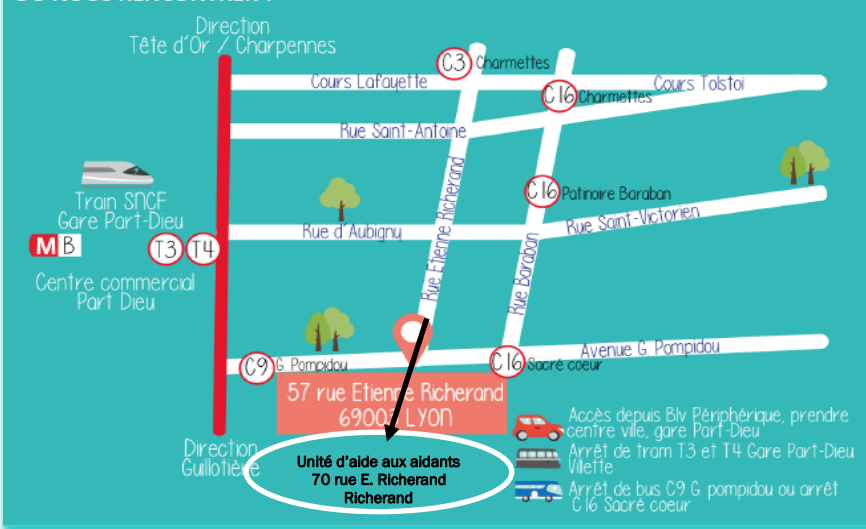 Direction
Tête d'Or / Charpennes
C3 Charmettes
Cours Lafayette
Cours Tolstoi
C16 Charmettes
Rue Saint-Antoine
Train SNCF
Gare Part-Dieu
M B
T3 T4
Centre commercial
Part Dieu
Rue Etienne Richerand
C16 Patinoire Baraban
Rue d'Aubigny
Rue Saint-Victorien
Rue Baraban
C9 G. Pompidou
C16 Sacré coeur
Avenue G. Pompidou
57 rue Etienne Richerand
69003 LYON
Direction
Guillotière
Unité d'aide aux aidants
70 rue E. Richerand
Richerand
Accès depuis Blv Périphérique, prendre
centre ville, gare Part-Dieu
Arrêt de tram T3 et T4 Gare Part-Dieu
Villette
Arrêt de bus C9 G. pompidou ou arrêt
C16 Sacré coeur